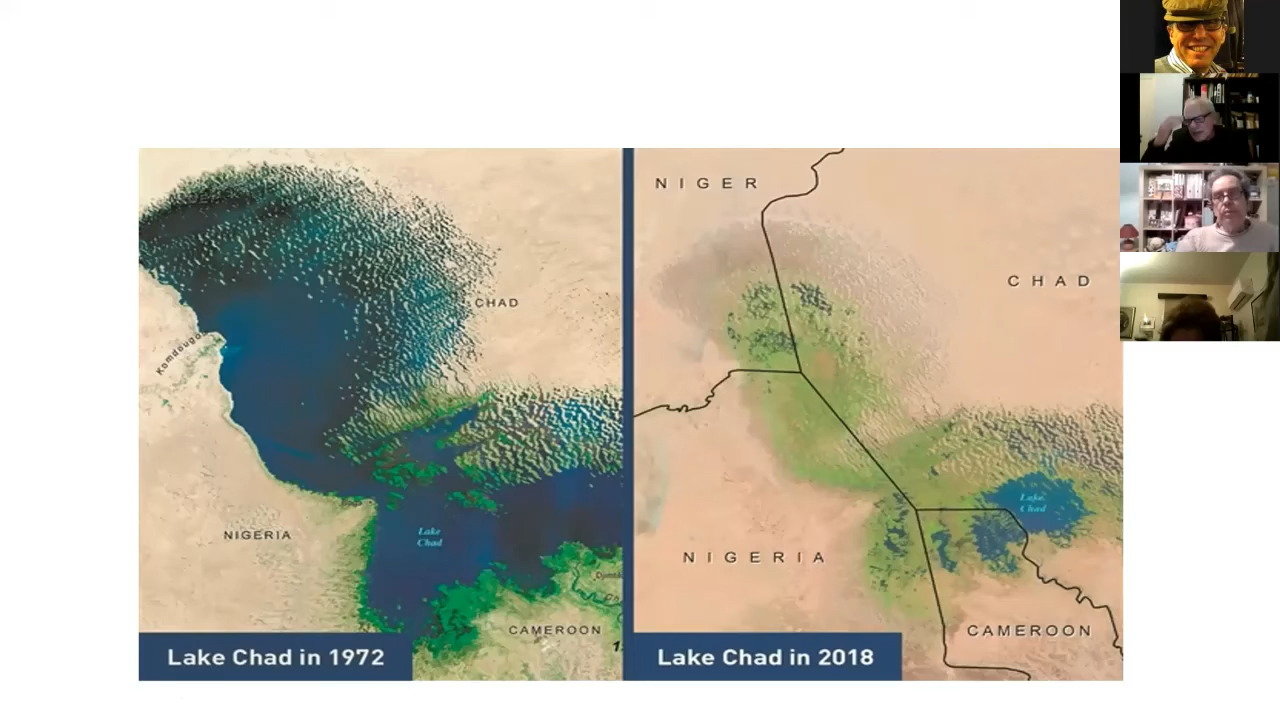 CHAD
Komdougou
NIGERIA
Lake
Chad
CAMEROON
Lake Chad in 1972
NIGER
CHAD
Lake
Chad
NIGERIA
CAMEROON
Lake Chad in 2018